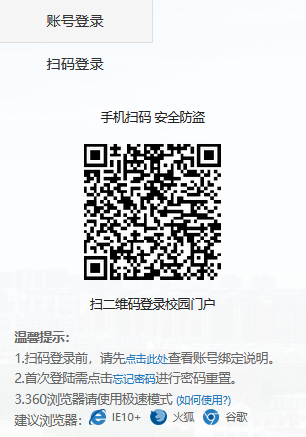 账号登录
扫码登录
手机扫码 安全防盗
扫二维码登录校园门户
温馨提示：
1.扫码登录前，请先点击此处查看账号绑定说明。
2.首次登陆需点击忘记密码进行密码重置。
3.360浏览器请使用极速模式 (如何使用?)
建议浏览器： IE10+ 火狐 谷歌